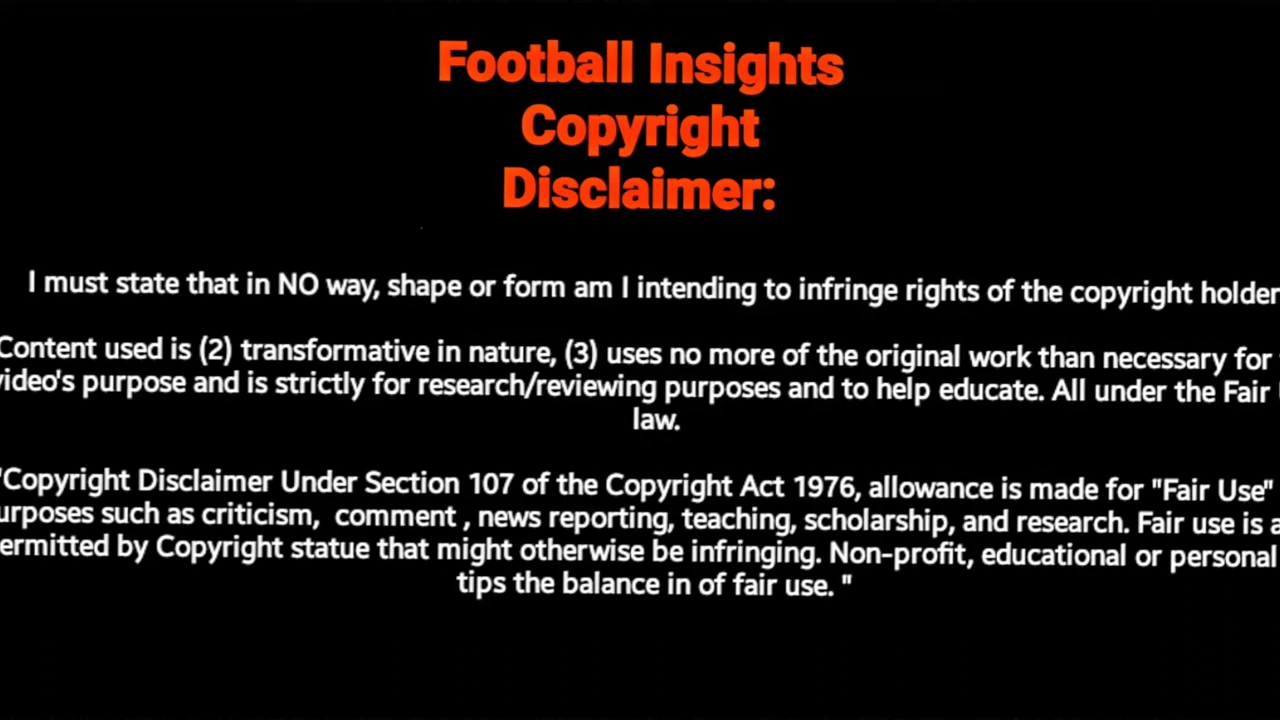 Football Insights
Copyright
Disclaimer:
I must state that in NO way, shape or form am I intending to infringe rights of the copyright holder
Content used is (2) transformative in nature, (3) uses no more of the original work than necessary for
video's purpose and is strictly for research/reviewing purposes and to help educate. All under the Fair
law.
"Copyright Disclaimer Under Section 107 of the Copyright Act 1976, allowance is made for "Fair Use"
urposes such as criticism,  comment , news reporting, teaching, scholarship, and research. Fair use is a
ermitted by Copyright statue that might otherwise be infringing. Non-profit, educational or personal
tips the balance in of fair use. "